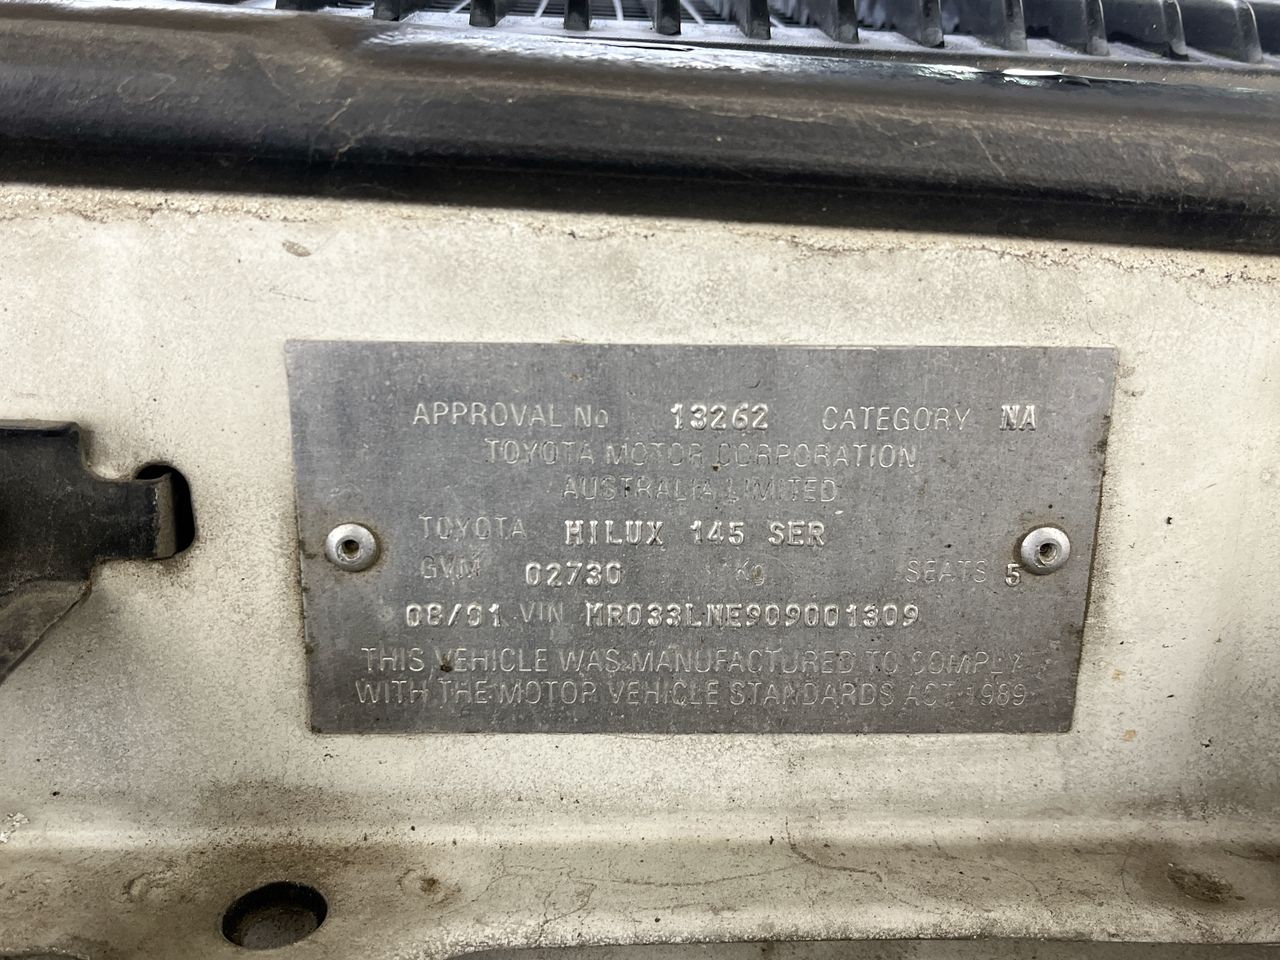 APPROVAL No 13262 CATEGORY NA
TOYOTA MOTOR CORPORATION
AUSTRALIA LIMITED
TOYOTA HILUX 145 SER
GVM 02730 KG SEATS 5
08/01 VIN MR033LNE909001309
THIS VEHICLE WAS MANUFACTURED TO COMPLY
WITH THE MOTOR VEHICLE STANDARDS ACT 1989